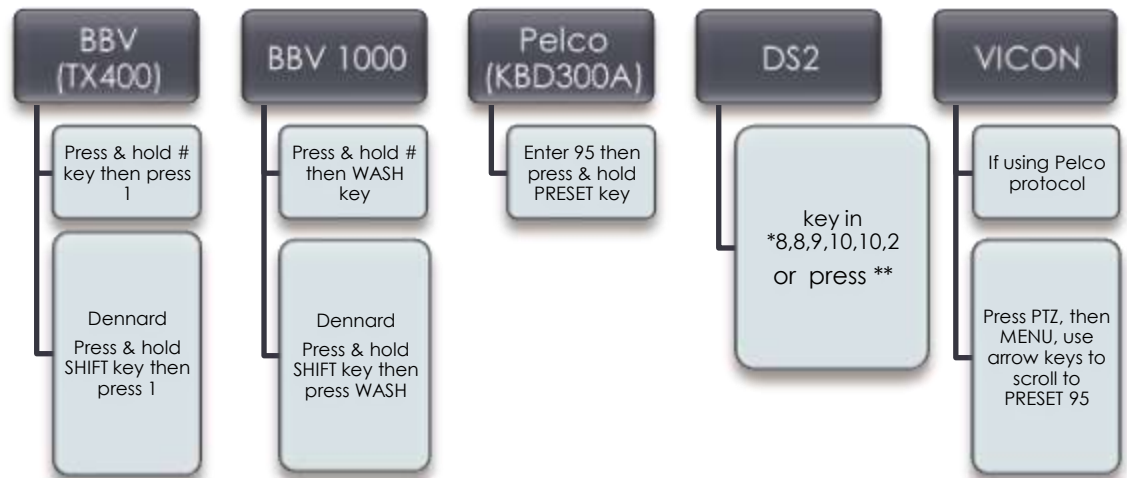 BBV
(TX400)
Press & hold #
key then press
1
Dennard
Press & hold
SHIFT key then
press 1
BBV 1000
Press & hold #
then WASH
key
Dennard
Press & hold
SHIFT key then
press WASH
Pelco
(KBD300A)
Enter 95 then
press & hold
PRESET key
DS2
key in
*8,8,9,10,10,2
or press **
VICON
If using Pelco
protocol
Press PTZ, then
MENU, use
arrow keys to
scroll to
PRESET 95